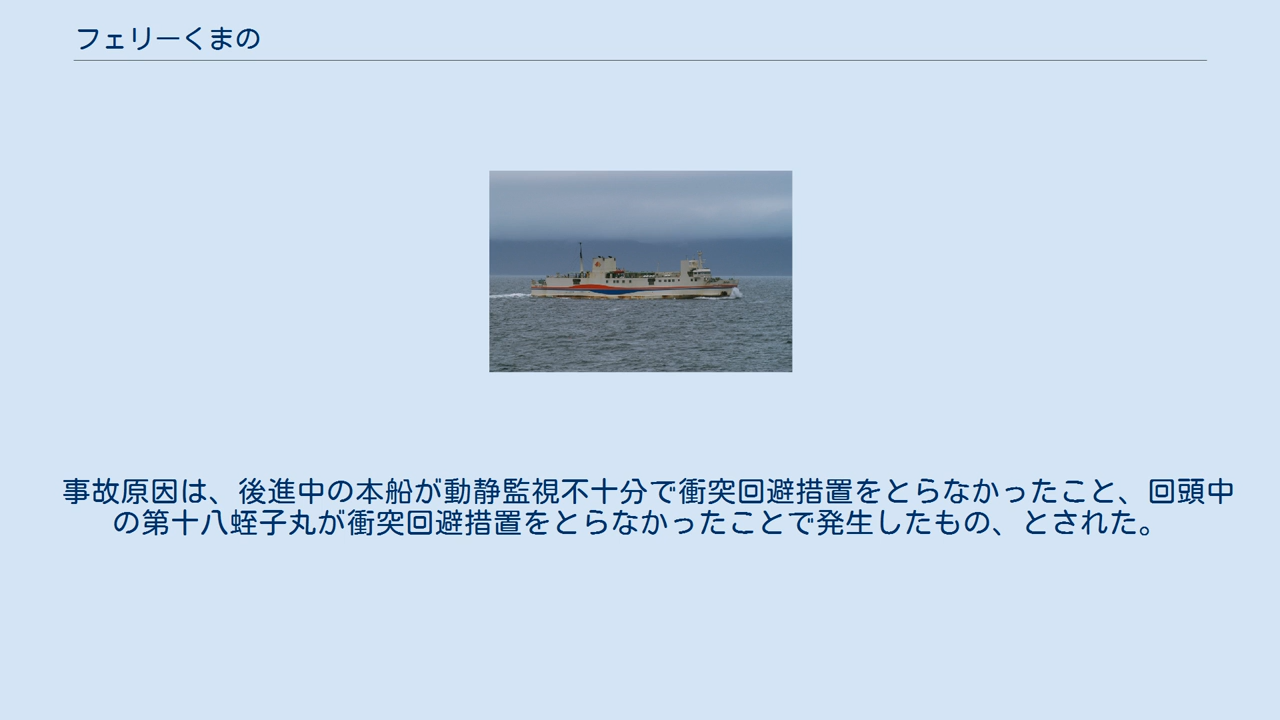 フェリーくまの
事故原因は、後進中の本船が動静監視不十分で衝突回避措置をとらなかったこと、回頭中
の第十八蛭子丸が衝突回避措置をとらなかったことで発生したもの、とされた。